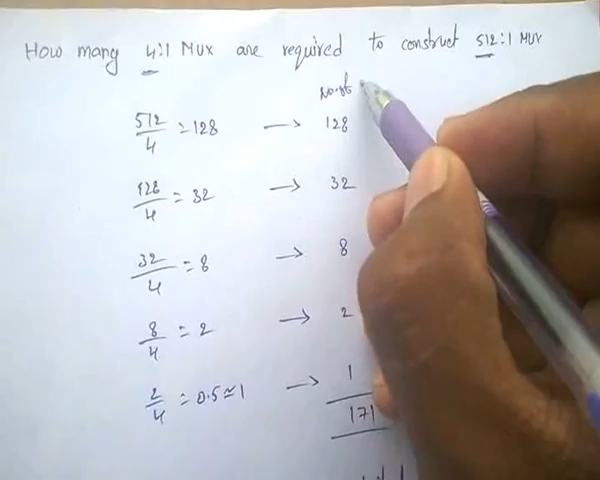 How many 4:1 Mux are required to construct 512:1 MUX
No. of
512/4 = 128 → 128
128/4 = 32 → 32
32/4 = 8 → 8
8/4 = 2 → 2
2/4 = 0.5 ≃ 1 → 1
171